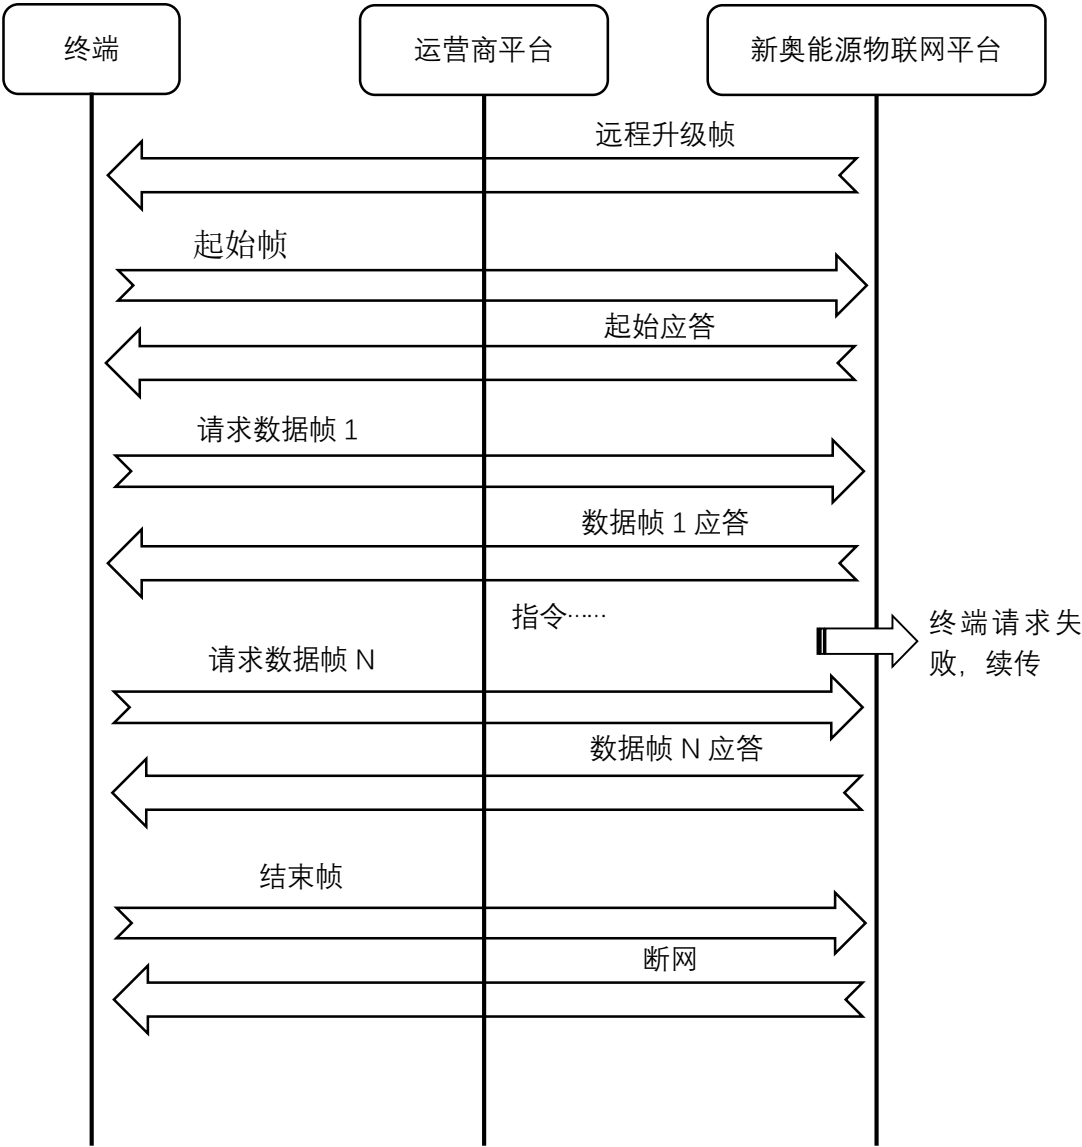 终端
运营商平台
新奥能源物联网平台
远程升级帧
起始帧
起始应答
请求数据帧 1
数据帧 1 应答
指令……
终端请求失
败，续传
请求数据帧 N
数据帧 N 应答
结束帧
断网